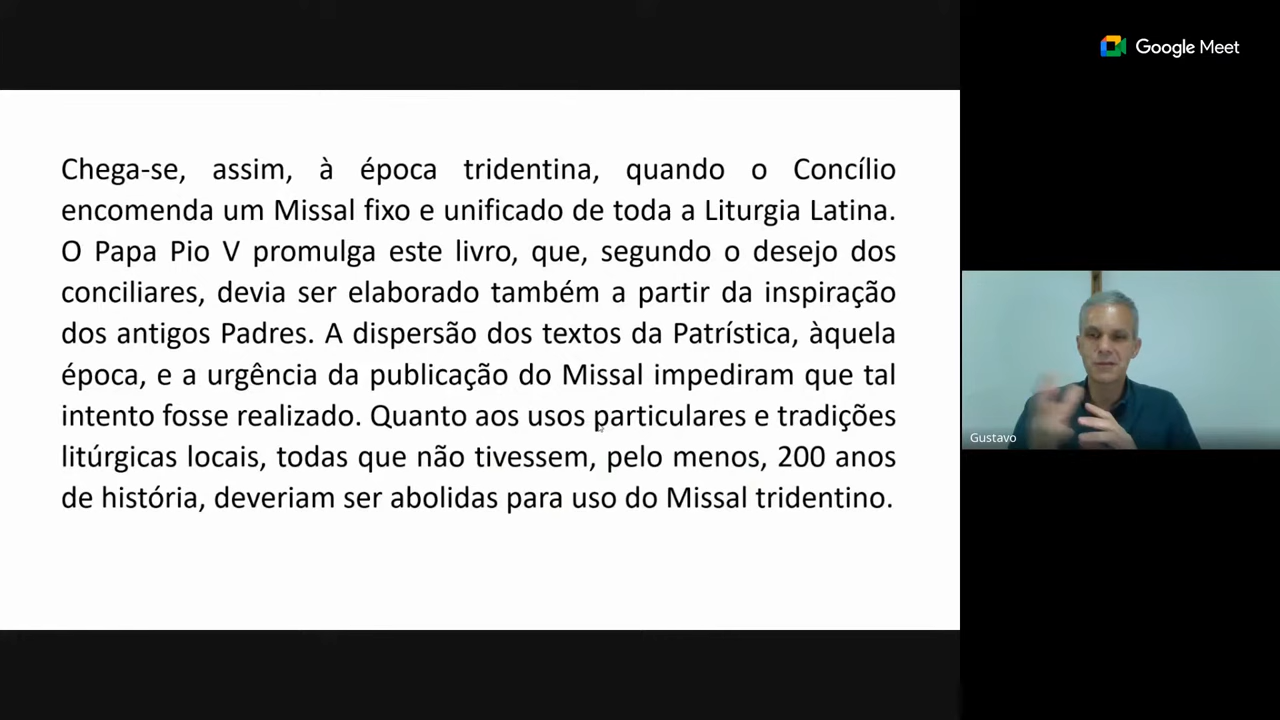 Google Meet
Chega-se, assim, à época tridentina, quando o Concílio
encomenda um Missal fixo e unificado de toda a Liturgia Latina.
O Papa Pio V promulga este livro, que, segundo o desejo dos
conciliares, devia ser elaborado também a partir da inspiração
dos antigos Padres. A dispersão dos textos da Patrística, àquela
época, e a urgência da publicação do Missal impediram que tal
intento fosse realizado. Quanto aos usos particulares e tradições
litúrgicas locais, todas que não tivessem, pelo menos, 200 anos
de história, deveriam ser abolidas para uso do Missal tridentino.
Gustavo